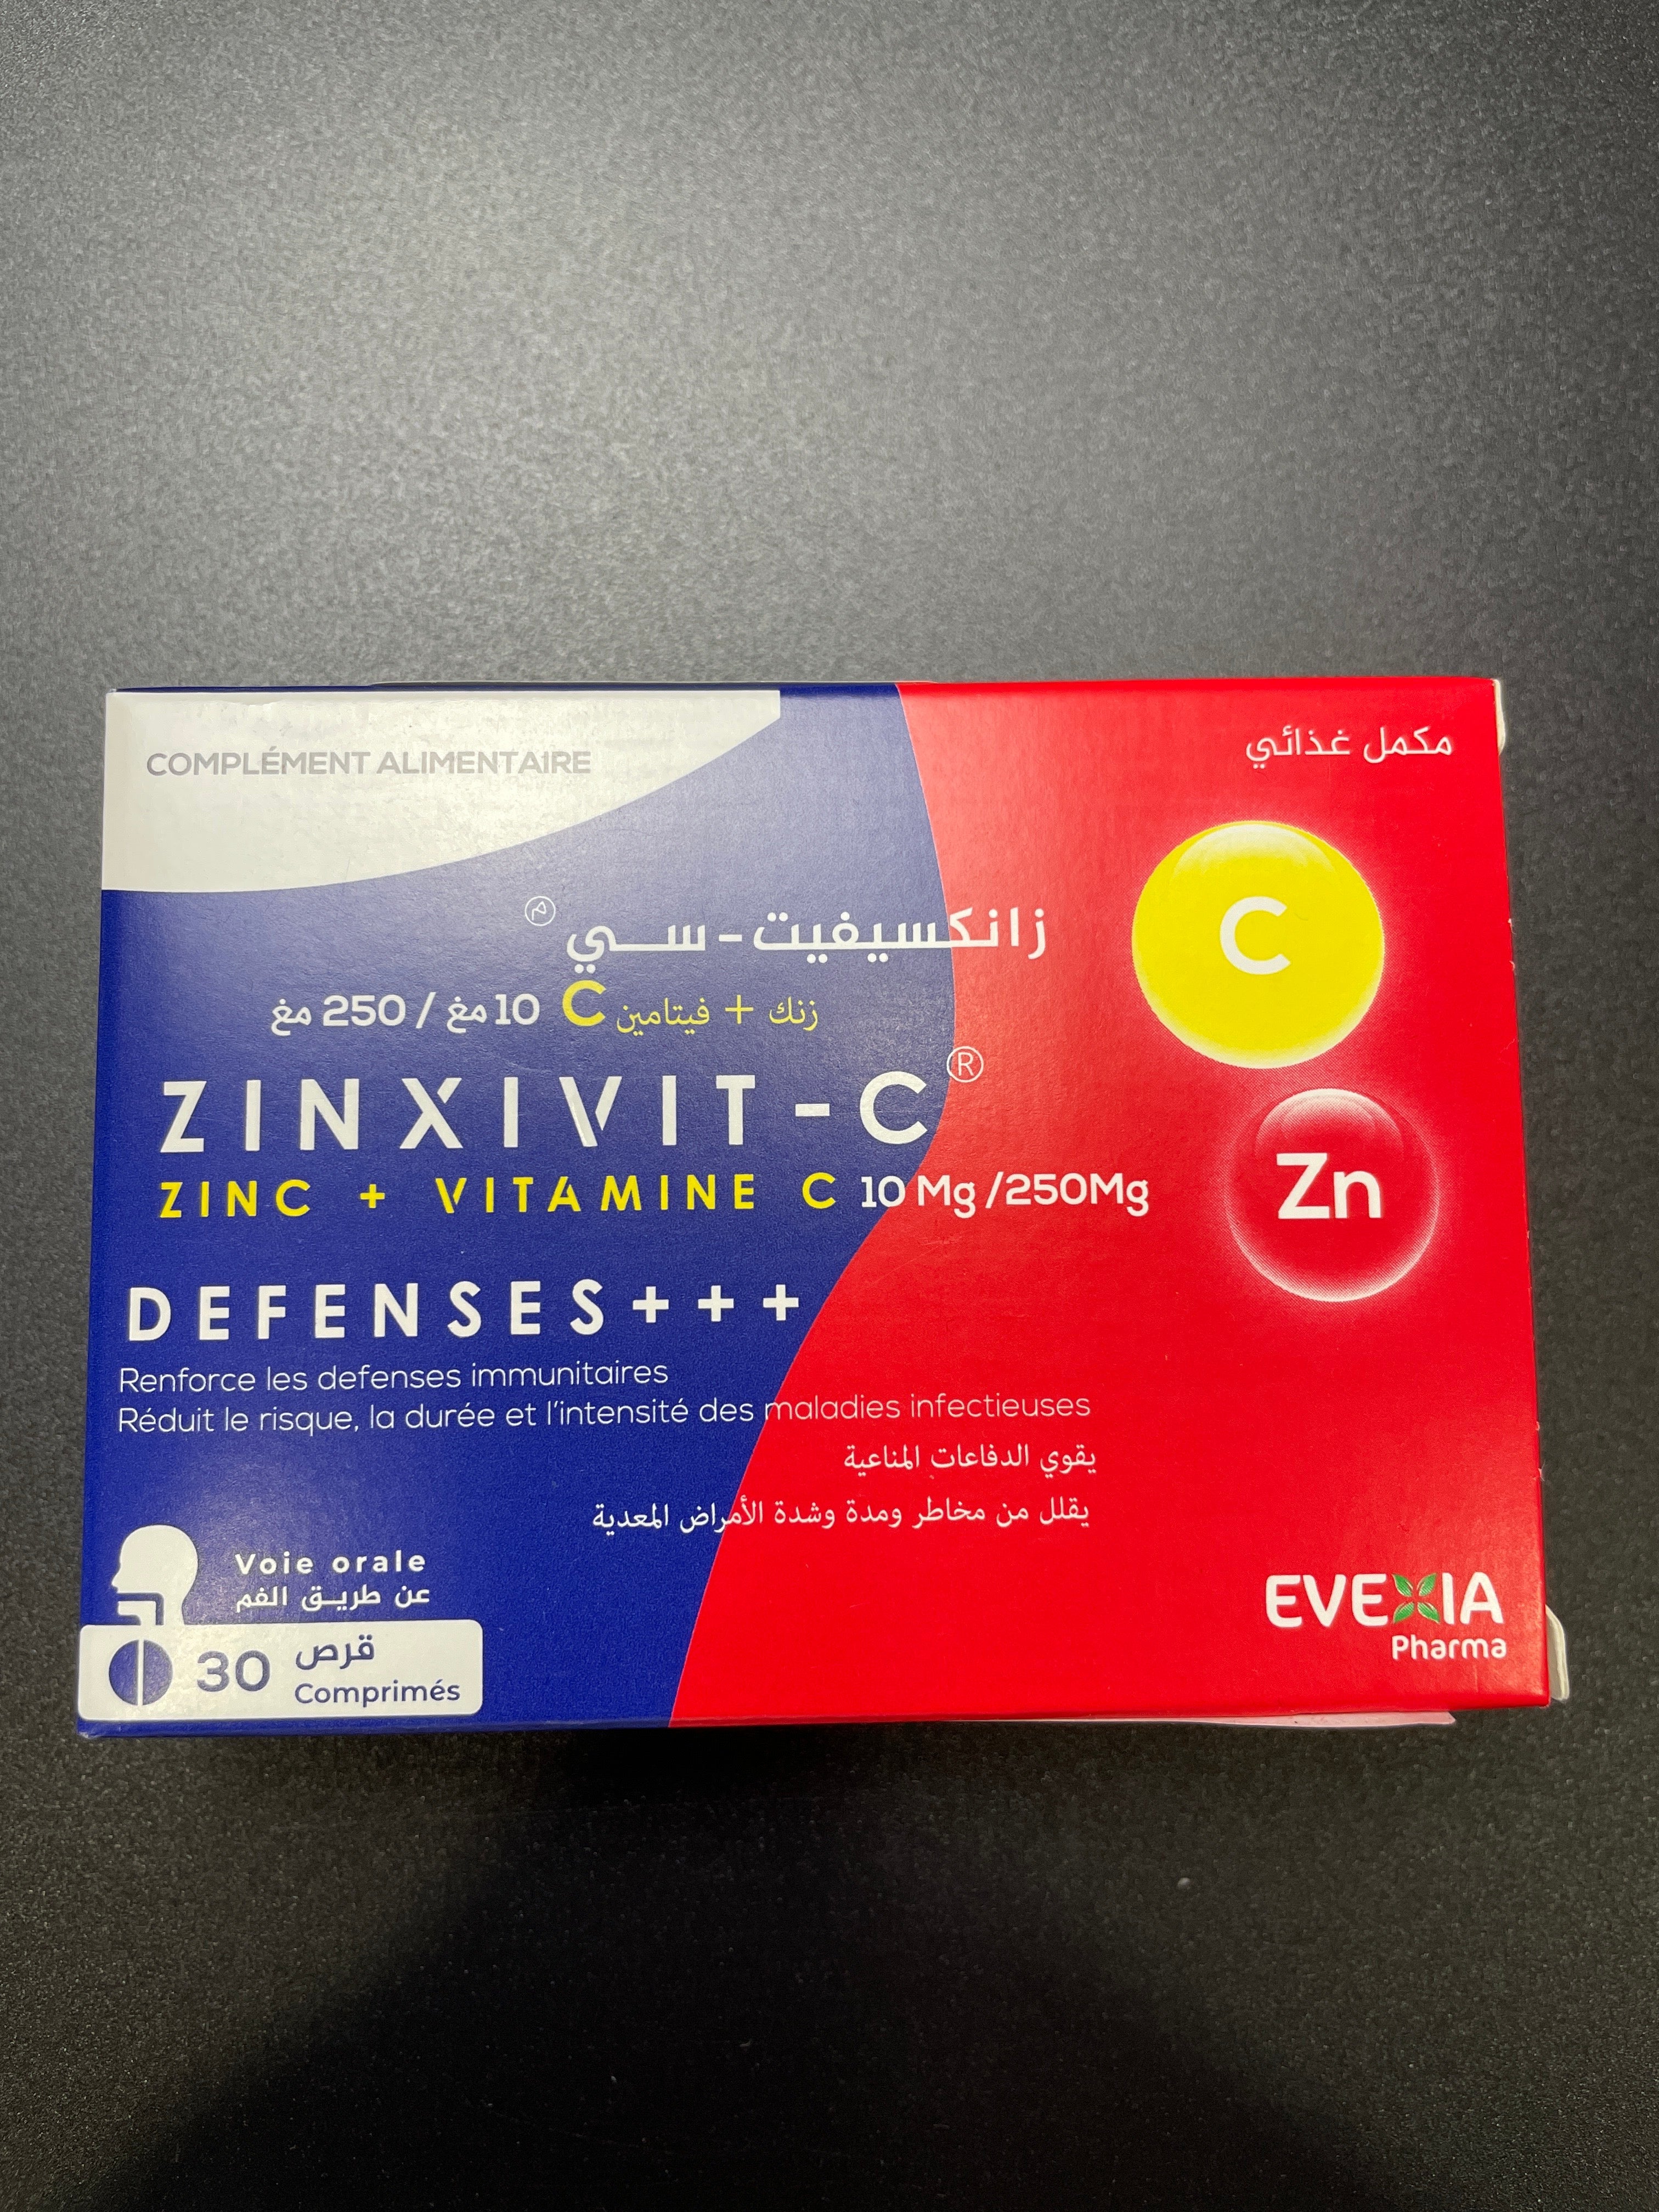 COMPLÉMENT ALIMENTAIRE
مكمل غذائي
C
زانكسيفيت-سي م
زنك + فيتامين C 10 مغ / 250 مغ
ZINXIVIT-C®
ZINC + VITAMINE C 10 Mg /250Mg
Zn
DEFENSES+++
Renforce les defenses immunitaires
Réduit le risque, la durée et l'intensité des maladies infectieuses
يقوي الدفاعات المناعية
يقلل من مخاطر ومدة وشدة الأمراض المعدية
Voie orale
عن طريق الفم
30 قرص
Comprimés
EVEXIA
Pharma